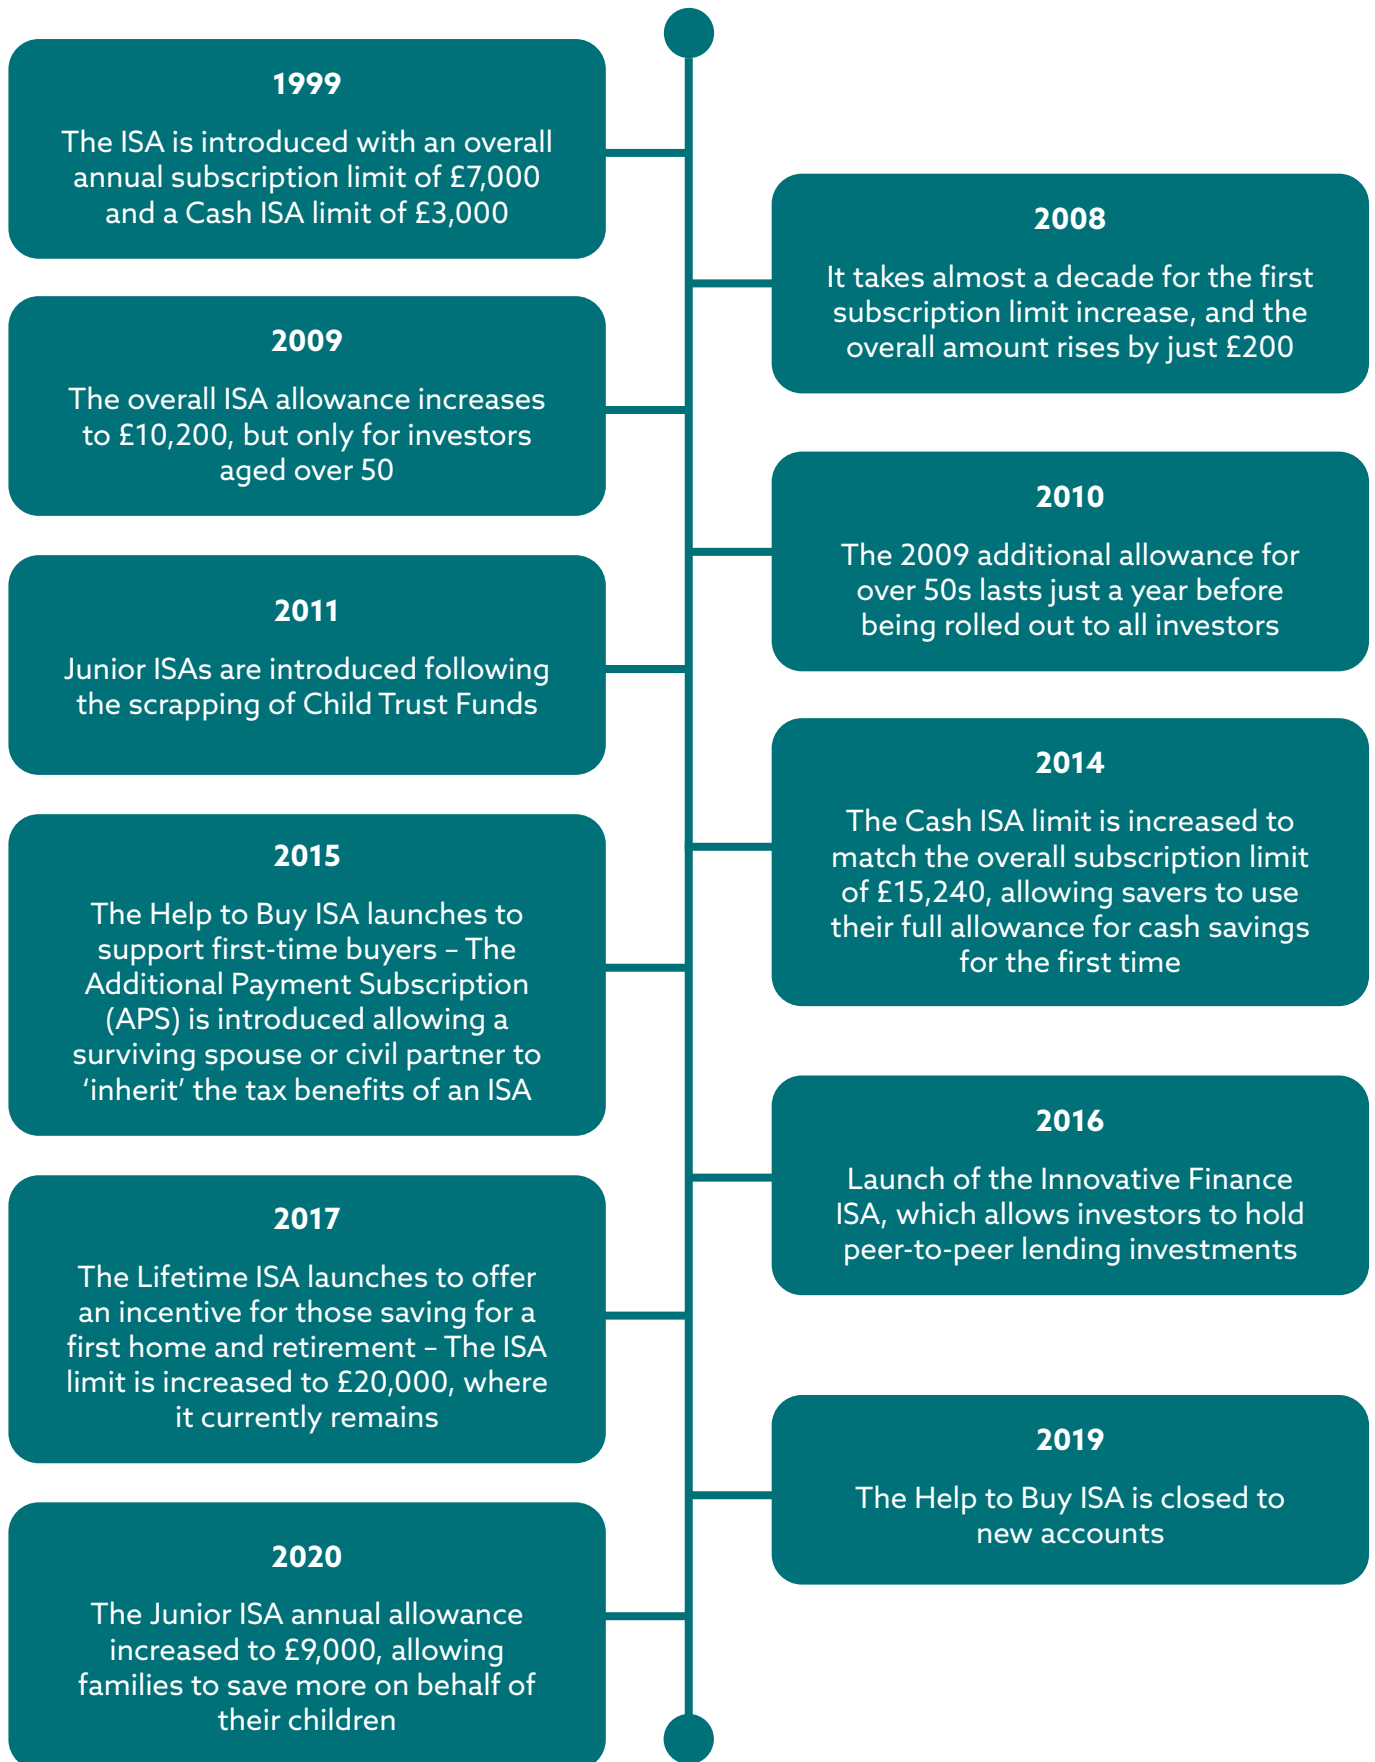 1999
The ISA is introduced with an overall
annual subscription limit of £7,000
and a Cash ISA limit of £3,000
2008
It takes almost a decade for the first
subscription limit increase, and the
overall amount rises by just £200
2009
The overall ISA allowance increases
to £10,200, but only for investors
aged over 50
2010
The 2009 additional allowance for
over 50s lasts just a year before
being rolled out to all investors
2011
Junior ISAs are introduced following
the scrapping of Child Trust Funds
2014
The Cash ISA limit is increased to
match the overall subscription limit
of £15,240, allowing savers to use
their full allowance for cash savings
for the first time
2015
The Help to Buy ISA launches to
support first-time buyers – The
Additional Payment Subscription
(APS) is introduced allowing a
surviving spouse or civil partner to
‘inherit’ the tax benefits of an ISA
2016
Launch of the Innovative Finance
ISA, which allows investors to hold
peer-to-peer lending investments
2017
The Lifetime ISA launches to offer
an incentive for those saving for a
first home and retirement – The ISA
limit is increased to £20,000, where
it currently remains
2019
The Help to Buy ISA is closed to
new accounts
2020
The Junior ISA annual allowance
increased to £9,000, allowing
families to save more on behalf of
their children